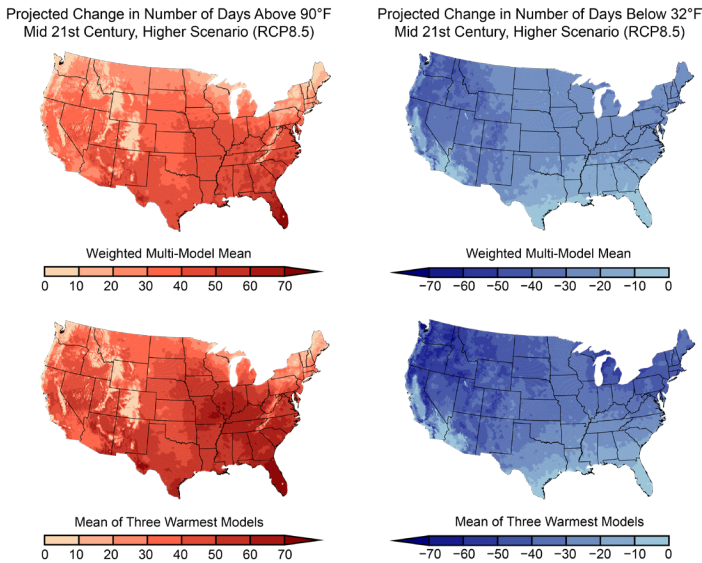 Projected Change in Number of Days Above 90°F
Mid 21st Century, Higher Scenario (RCP8.5)
Projected Change in Number of Days Below 32°F
Mid 21st Century, Higher Scenario (RCP8.5)
Weighted Multi-Model Mean
0 10 20 30 40 50 60 70
Weighted Multi-Model Mean
−70 −60 −50 −40 −30 −20 −10 0
Mean of Three Warmest Models
0 10 20 30 40 50 60 70
Mean of Three Warmest Models
−70 −60 −50 −40 −30 −20 −10 0